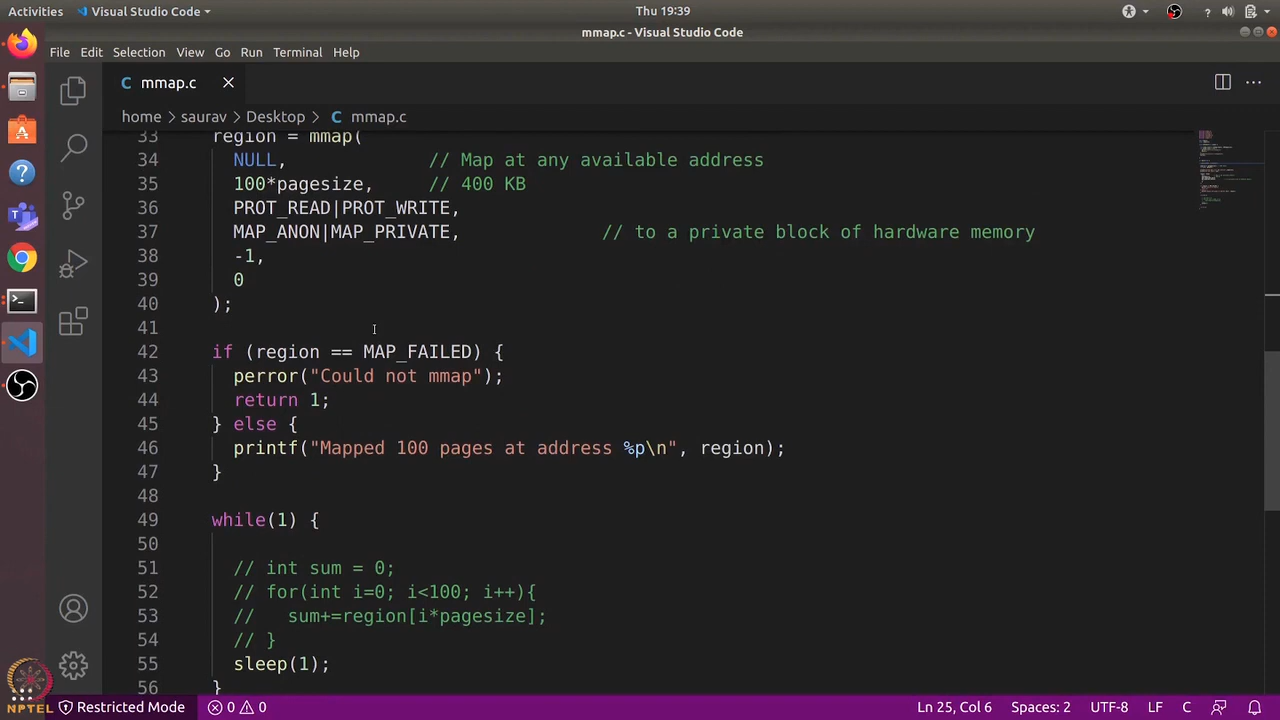 Activities Visual Studio Code Thu 19:39
mmap.c - Visual Studio Code
File Edit Selection View Go Run Terminal Help
C mmap.c
home > saurav > Desktop > C mmap.c
33 region = mmap(
34 NULL, // Map at any available address
35 100*pagesize, // 400 KB
36 PROT_READ|PROT_WRITE,
37 MAP_ANON|MAP_PRIVATE, // to a private block of hardware memory
38 -1,
39 0
40 );
41
42 if (region == MAP_FAILED) {
43 perror("Could not mmap");
44 return 1;
45 } else {
46 printf("Mapped 100 pages at address %p\n", region);
47 }
48
49 while(1) {
50
51 // int sum = 0;
52 // for(int i=0; i<100; i++){
53 // sum+=region[i*pagesize];
54 // }
55 sleep(1);
56 }
NPTEL
Restricted Mode 0 0 Ln 25, Col 6 Spaces: 2 UTF-8 LF C